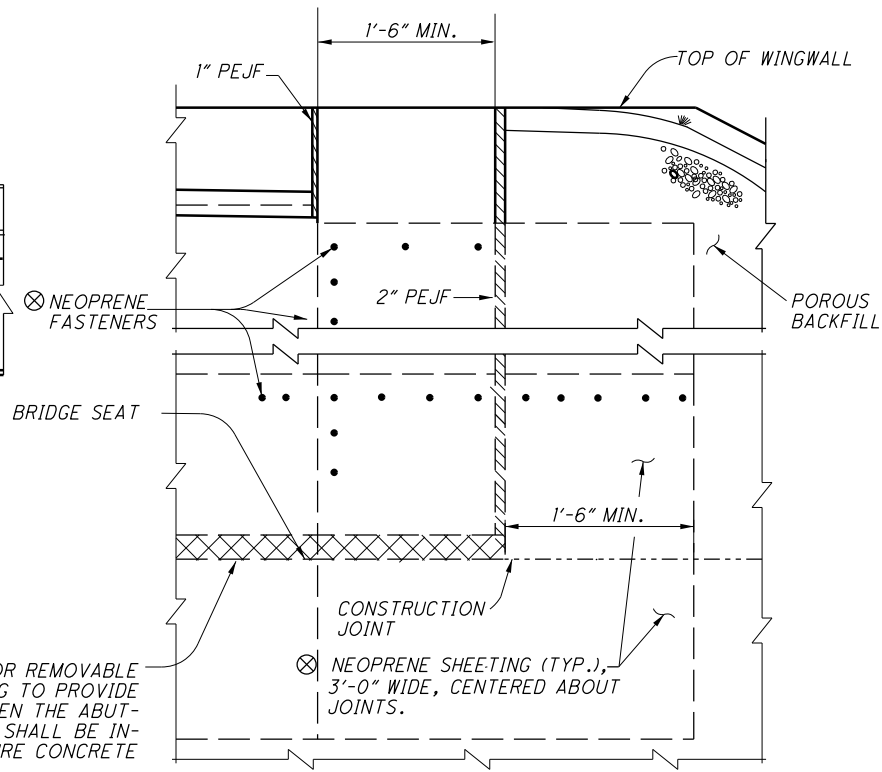 1'-6" MIN.
TOP OF WINGWALL
1" PEJF
2" PEJF
⊗ NEOPRENE
FASTENERS
POROUS
BACKFILL
BRIDGE SEAT
1'-6" MIN.
CONSTRUCTION
JOINT
⊗ NEOPRENE SHEETING (TYP.),
3'-0" WIDE, CENTERED ABOUT
JOINTS.
OR REMOVABLE
TO PROVIDE
THE ABUT-
SHALL BE IN-
CONCRETE